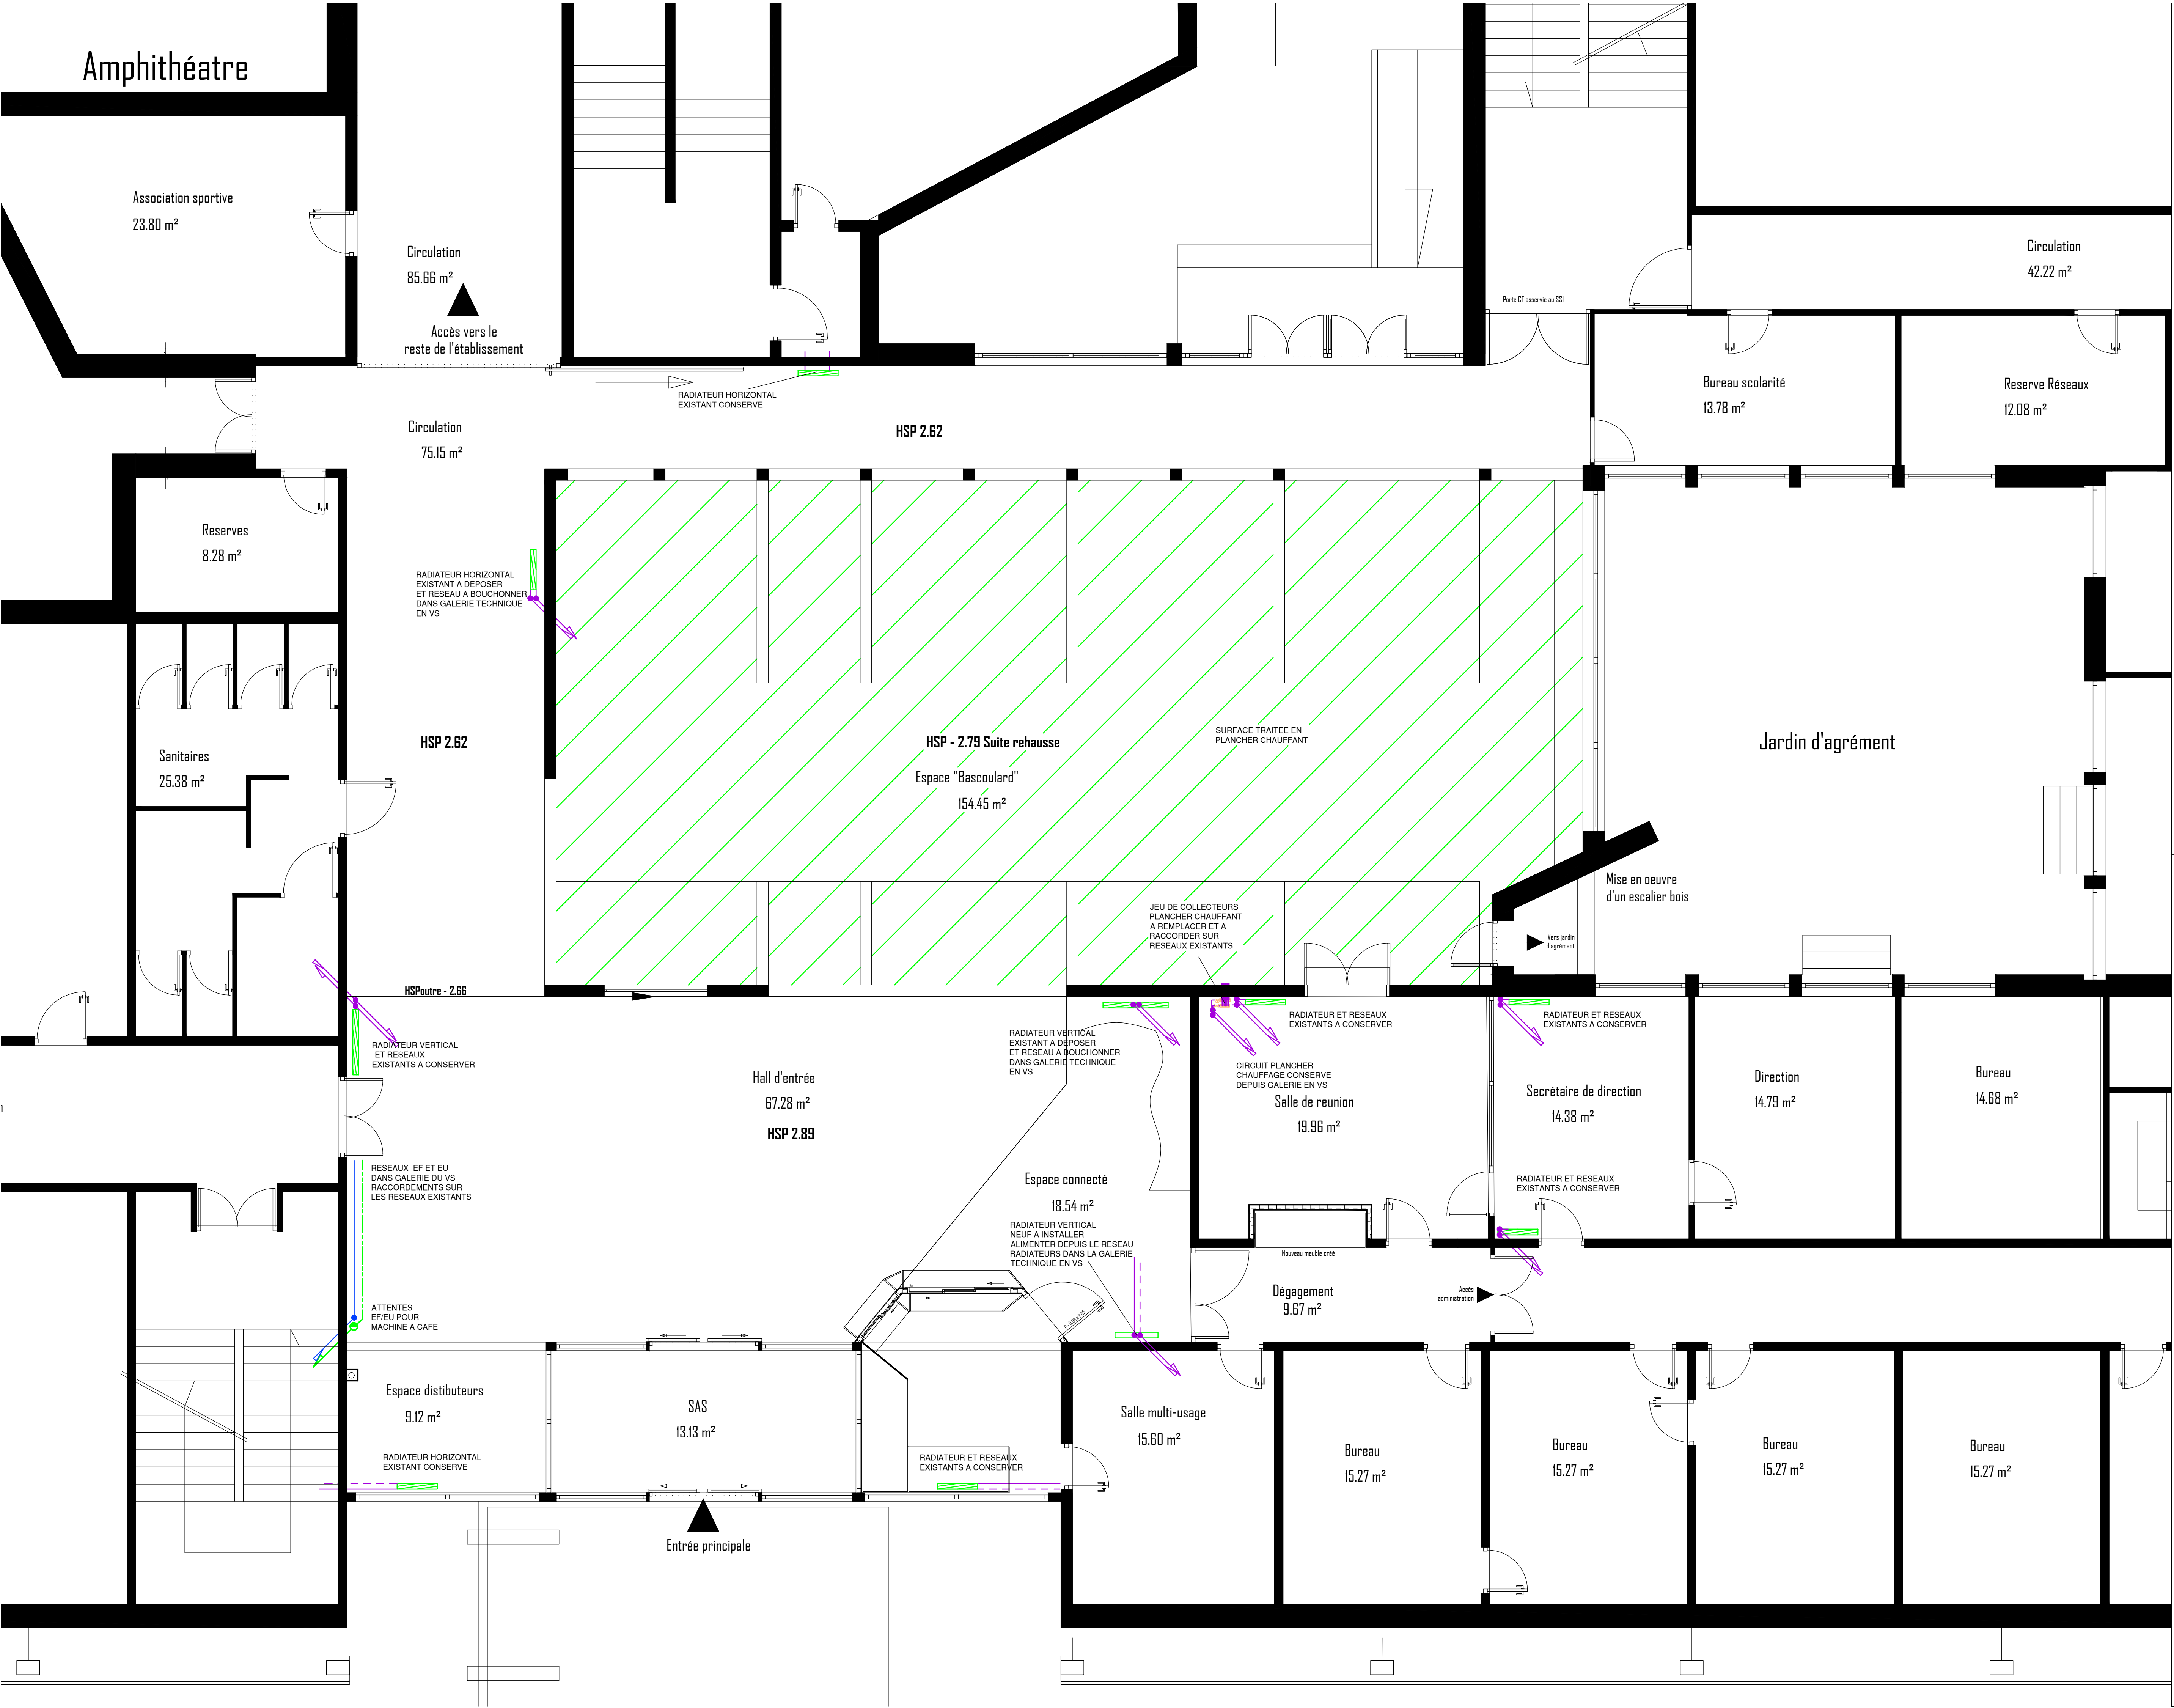 Amphithéatre
Association sportive
23.80 m²
Circulation
85.66 m²
Accès vers le
reste de l'établissement
Circulation
42.22 m²
Porte CF asservie au SSI
Bureau scolarité
13.78 m²
Reserve Réseaux
12.08 m²
RADIATEUR HORIZONTAL
EXISTANT CONSERVE
Circulation
75.15 m²
HSP 2.62
Reserves
8.28 m²
RADIATEUR HORIZONTAL
EXISTANT A DEPOSER
ET RESEAU A BOUCHONNER
DANS GALERIE TECHNIQUE
EN VS
HSP 2.62
Sanitaires
25.38 m²
HSP - 2.79 Suite rehausse
Espace "Bascoulard"
154.45 m²
SURFACE TRAITEE EN
PLANCHER CHAUFFANT
Jardin d'agrément
Mise en oeuvre
d'un escalier bois
Vers jardin
d'agrément
JEU DE COLLECTEURS
PLANCHER CHAUFFANT
A REMPLACER ET A
RACCORDER SUR
RESEAUX EXISTANTS
HSPoutre - 2.66
RADIATEUR VERTICAL
ET RESEAUX
EXISTANTS A CONSERVER
Hall d'entrée
67.28 m²
HSP 2.89
RADIATEUR VERTICAL
EXISTANT A DEPOSER
ET RESEAU A BOUCHONNER
DANS GALERIE TECHNIQUE
EN VS
RADIATEUR ET RESEAUX
EXISTANTS A CONSERVER
CIRCUIT PLANCHER
CHAUFFAGE CONSERVE
DEPUIS GALERIE EN VS
Salle de reunion
19.96 m²
RADIATEUR ET RESEAUX
EXISTANTS A CONSERVER
Secrétaire de direction
14.38 m²
RADIATEUR ET RESEAUX
EXISTANTS A CONSERVER
Direction
14.79 m²
Bureau
14.68 m²
RESEAUX EF ET EU
DANS GALERIE DU VS
RACCORDEMENTS SUR
LES RESEAUX EXISTANTS
Espace connecté
18.54 m²
RADIATEUR VERTICAL
NEUF A INSTALLER
ALIMENTER DEPUIS LE RESEAU
RADIATEURS DANS LA GALERIE
TECHNIQUE EN VS
Nouveau meuble créé
Dégagement
9.67 m²
Accès
administration
ATTENTES
EF/EU POUR
MACHINE A CAFE
Espace distibuteurs
9.12 m²
RADIATEUR HORIZONTAL
EXISTANT CONSERVE
SAS
13.13 m²
RADIATEUR ET RESEAUX
EXISTANTS A CONSERVER
Salle multi-usage
15.60 m²
Bureau
15.27 m²
Bureau
15.27 m²
Bureau
15.27 m²
Bureau
15.27 m²
Entrée principale